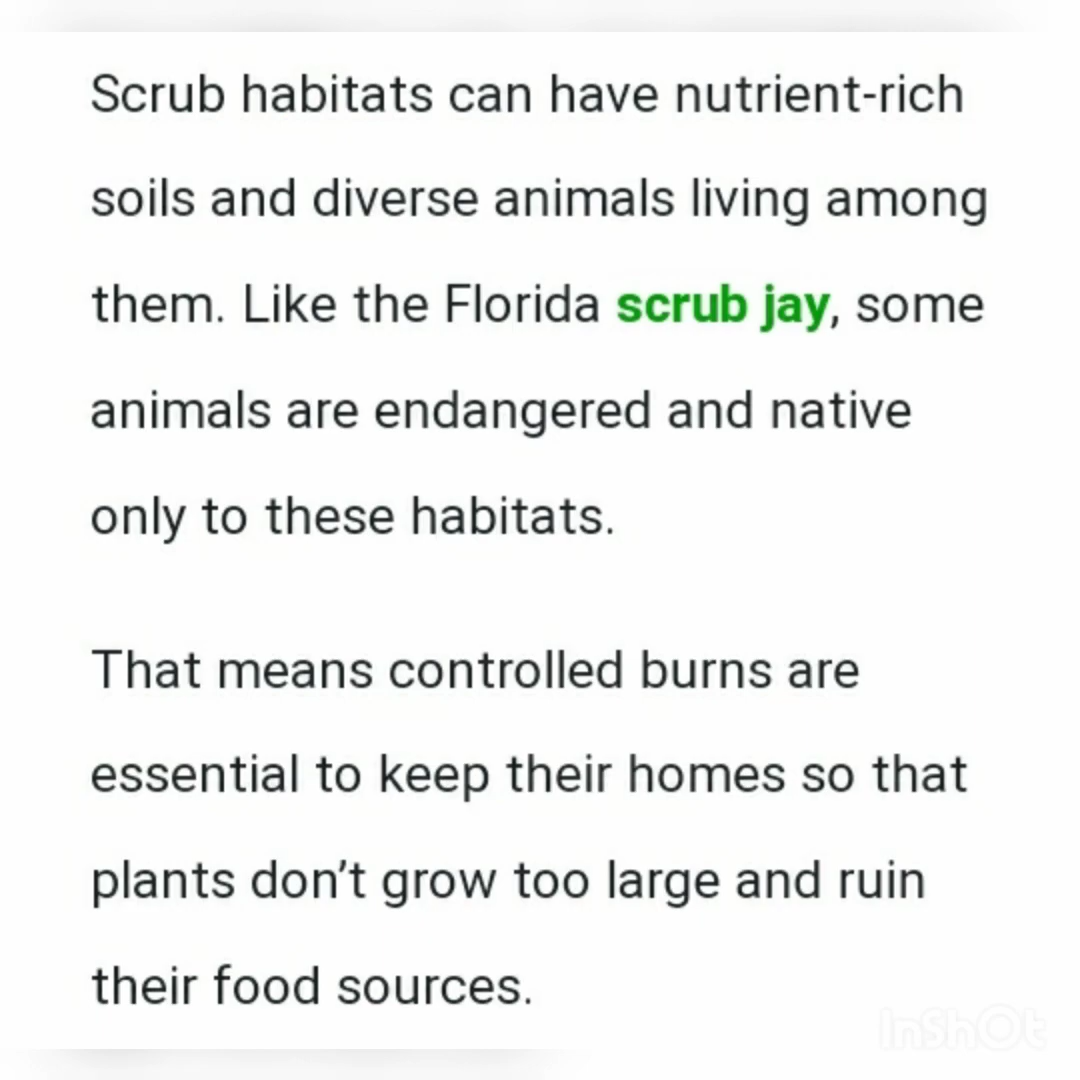 Scrub habitats can have nutrient-rich
soils and diverse animals living among
them. Like the Florida scrub jay, some
animals are endangered and native
only to these habitats.
That means controlled burns are
essential to keep their homes so that
plants don’t grow too large and ruin
their food sources.
InShOt